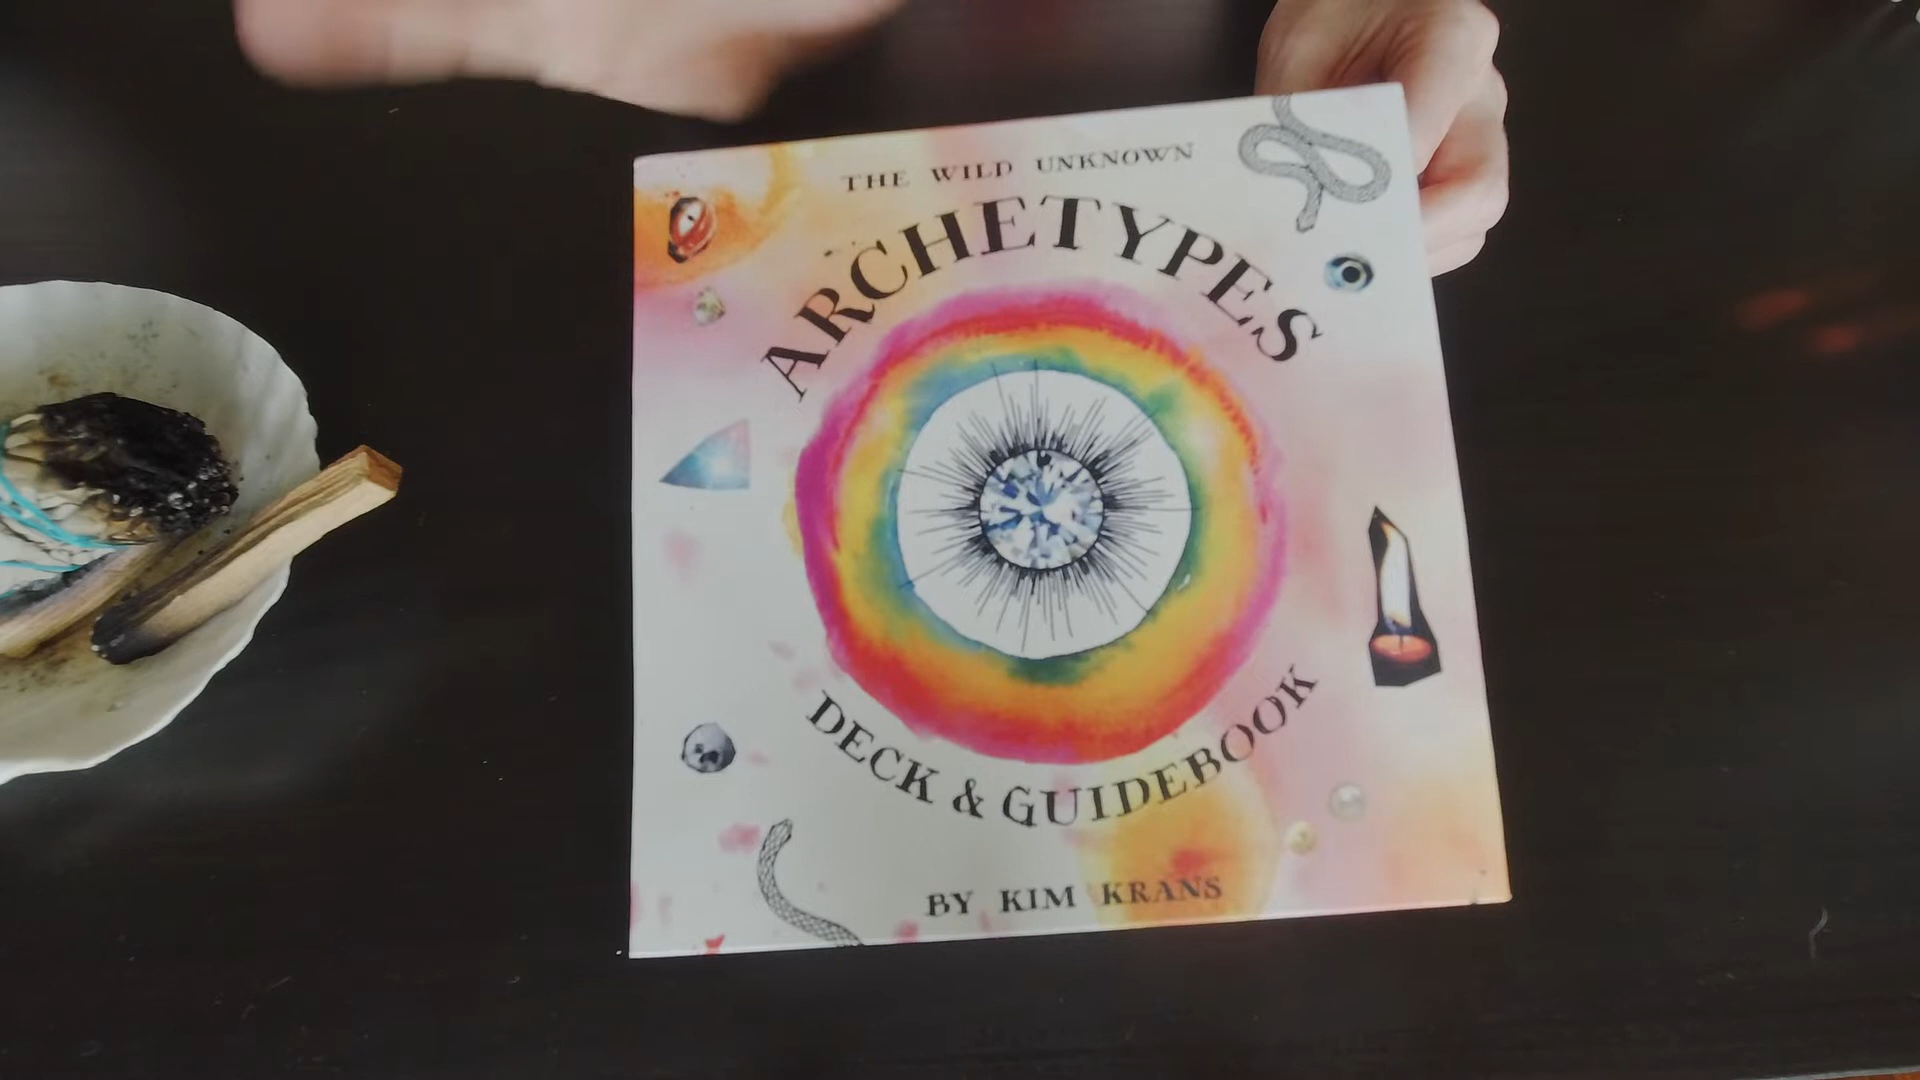 THE WILD UNKNOWN
ARCHETYPES
DECK & GUIDEBOOK
BY KIM KRANS